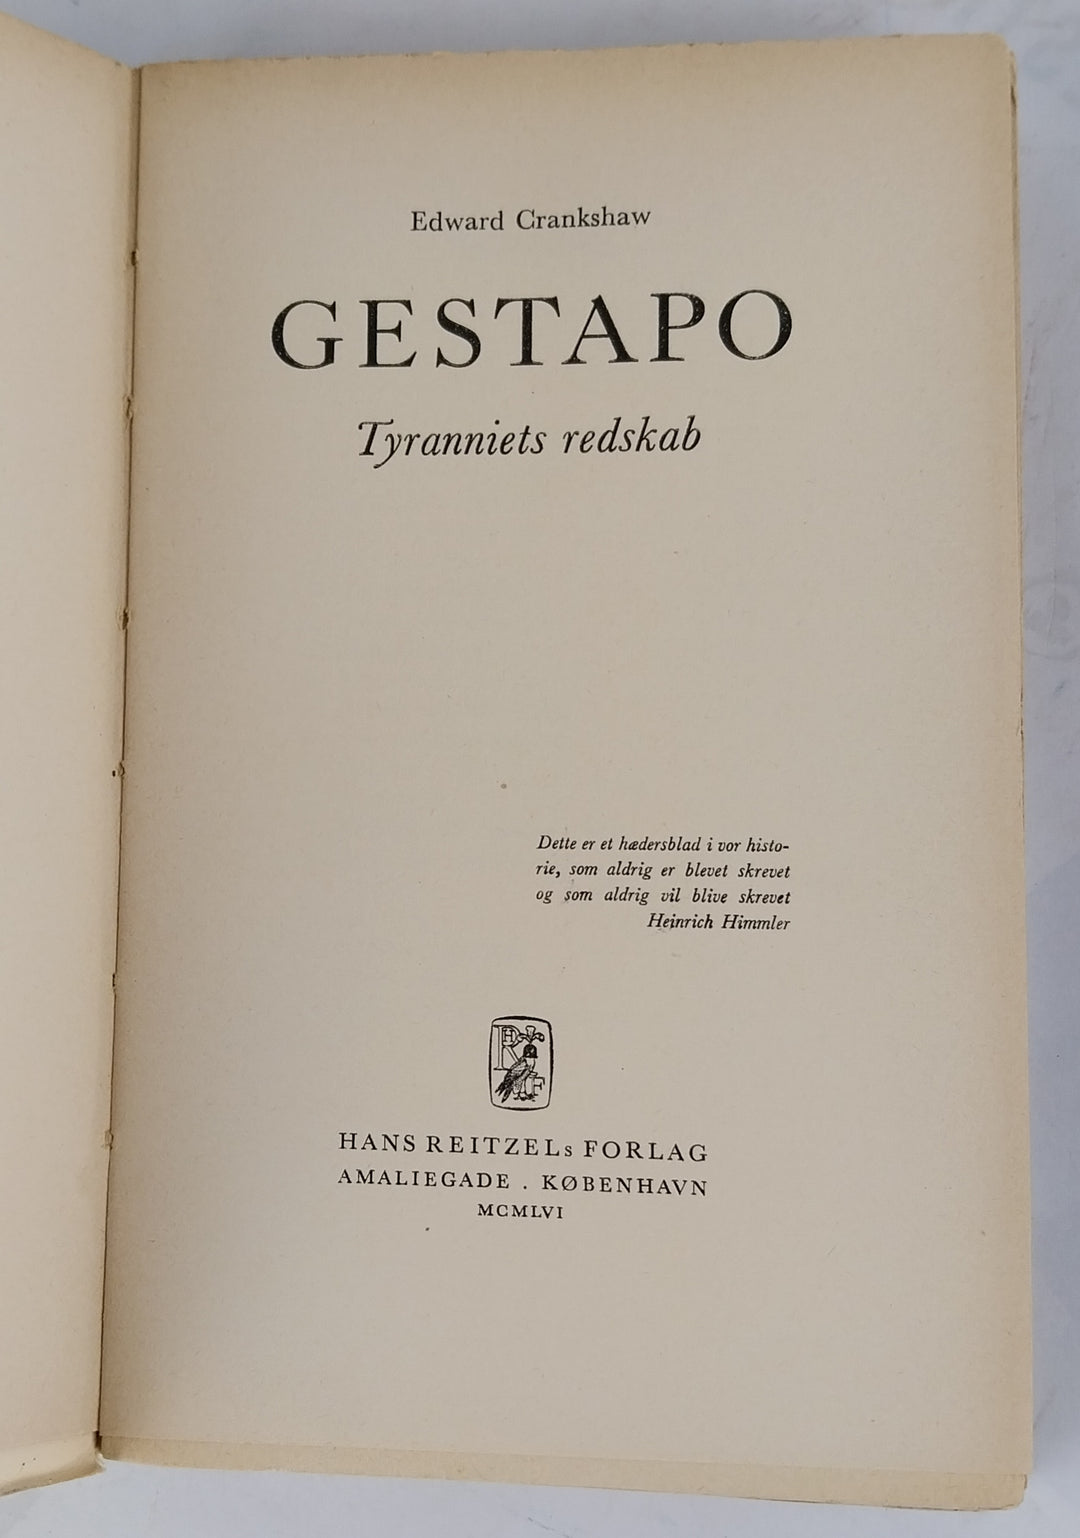 Edward Crankshaw
GESTAPO
Tyranniets redskab
Dette er et hædersblad i vor histo-
rie, som aldrig er blevet skrevet
og som aldrig vil blive skrevet
Heinrich Himmler
HANS REITZELs FORLAG
AMALIEGADE . KØBENHAVN
MCMLVI